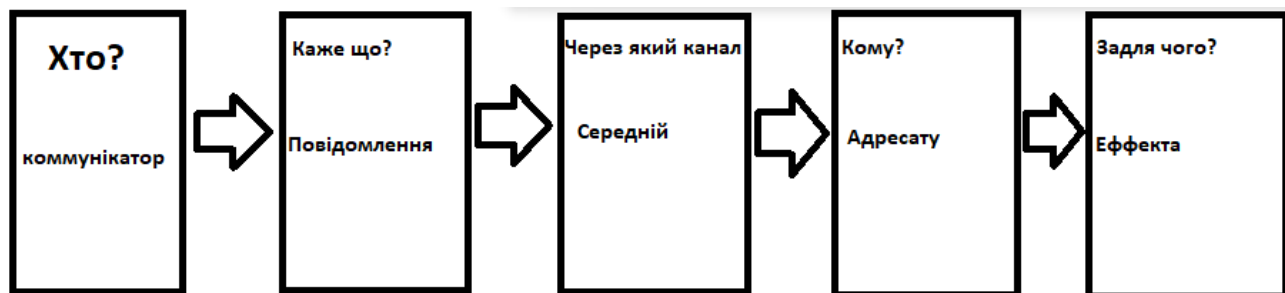 Хто?
коммунікатор
Каже що?
Повідомлення
Через який канал
Середній
Кому?
Адресату
Задля чого?
Еффекта